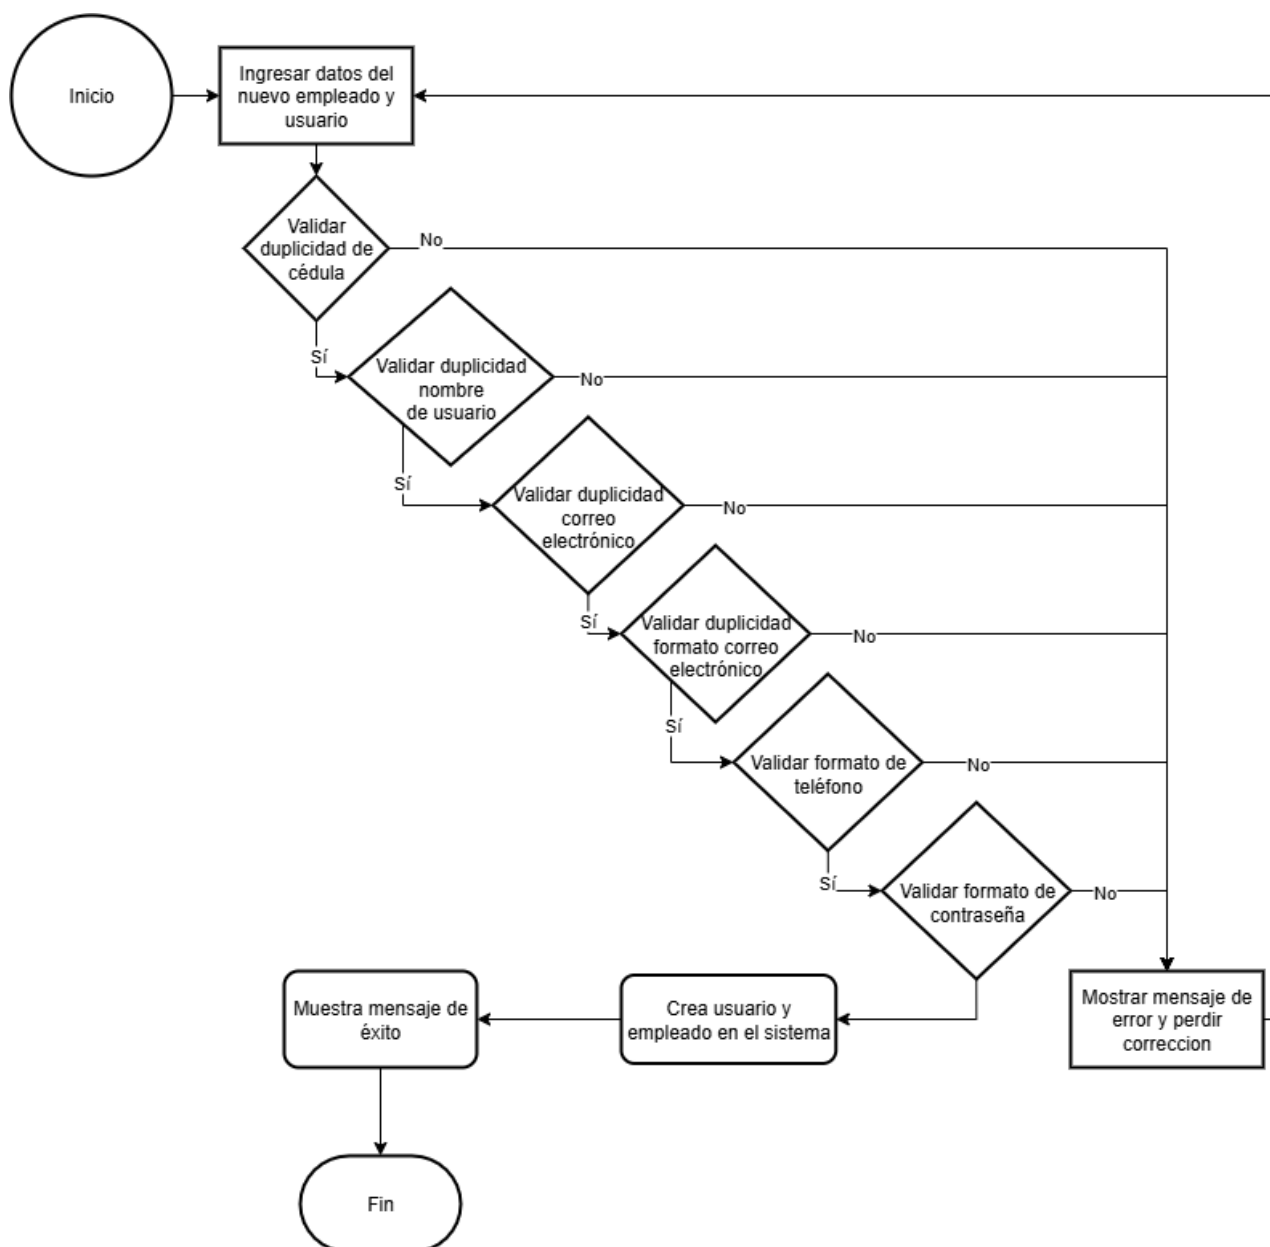 Inicio
Ingresar datos del
nuevo empleado y
usuario
Validar
duplicidad de
cédula
No
Sí
Validar duplicidad
nombre
de usuario
No
Sí
Validar duplicidad
correo
electrónico
No
Sí
Validar duplicidad
formato correo
electrónico
No
Sí
Validar formato de
teléfono
No
Sí
Validar formato de
contraseña
No
Muestra mensaje de
éxito
Crea usuario y
empleado en el sistema
Mostrar mensaje de
error y perdir
correccion
Fin